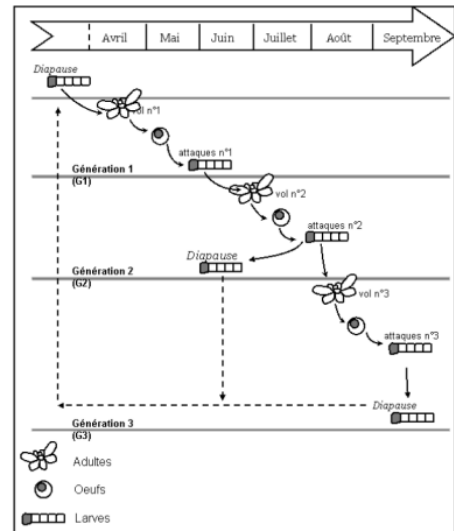 Avril Mai Juin Juillet Août Septembre
Diapause
vol n°1
attaques n°1
Génération 1
(G1)
vol n°2
attaques n°2
Diapause
Génération 2
(G2)
vol n°3
attaques n°3
Diapause
Génération 3
(G3)
Adultes
Oeufs
Larves